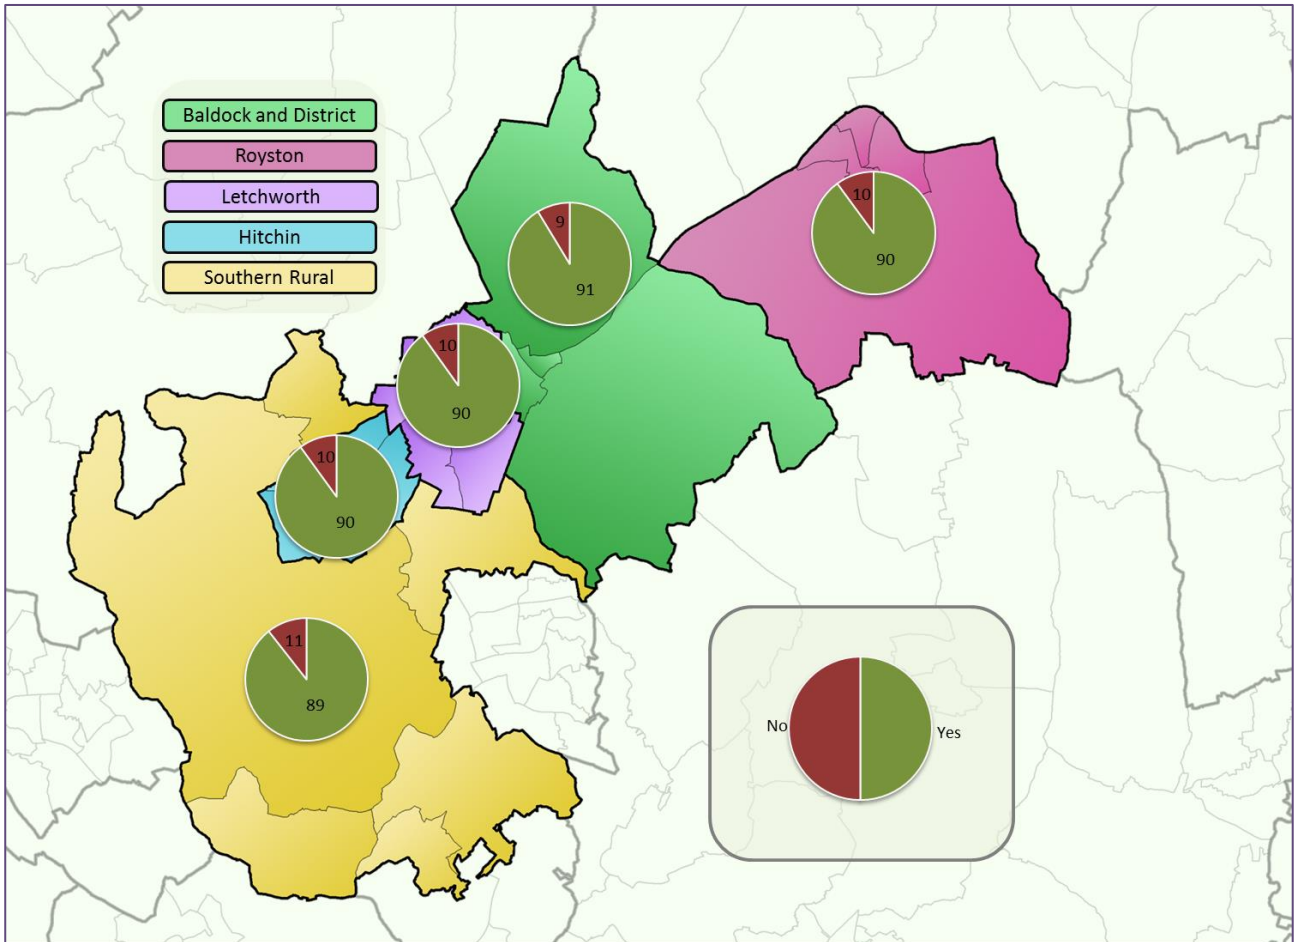 Baldock and District
Royston
Letchworth
Hitchin
Southern Rural
9
91
10
90
10
90
10
90
11
89
No
Yes